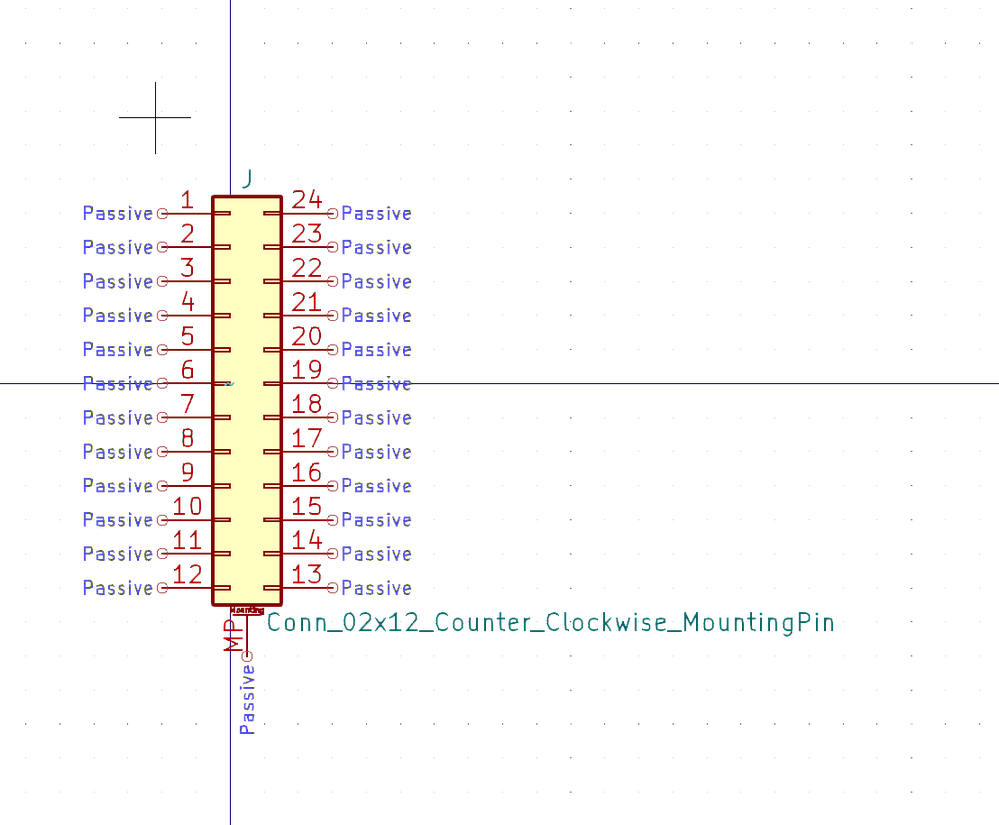 J
Passive 1 24 Passive
Passive 2 23 Passive
Passive 3 22 Passive
Passive 4 21 Passive
Passive 5 20 Passive
Passive 6 19 Passive
Passive 7 18 Passive
Passive 8 17 Passive
Passive 9 16 Passive
Passive 10 15 Passive
Passive 11 14 Passive
Passive 12 13 Passive
Mounting
MP
Conn_02x12_Counter_Clockwise_MountingPin
Passive